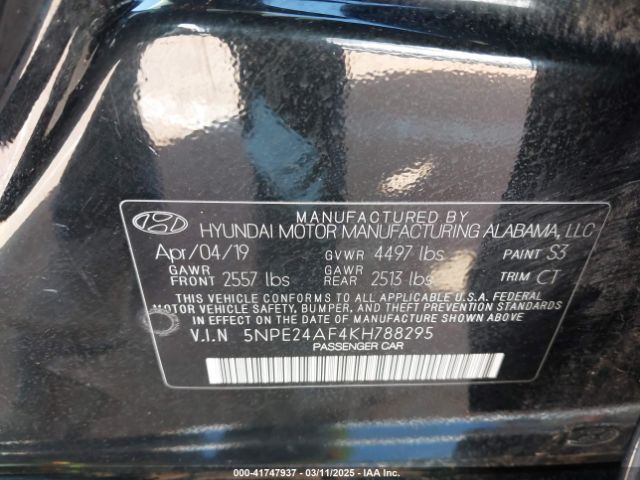 MANUFACTURED BY
HYUNDAI MOTOR MANUFACTURING ALABAMA, LLC
Apr/04/19 GVWR 4497 lbs PAINT S3
GAWR FRONT 2557 lbs GAWR REAR 2513 lbs TRIM CT
THIS VEHICLE CONFORMS TO ALL APPLICABLE U.S.A. FEDERAL
MOTOR VEHICLE SAFETY, BUMPER, AND THEFT PREVENTION STANDARDS
IN EFFECT ON THE DATE OF MANUFACTURE SHOWN ABOVE.
V.I.N 5NPE24AF4KH788295
PASSENGER CAR
000-41747937 - 03/11/2025 - IAA Inc.